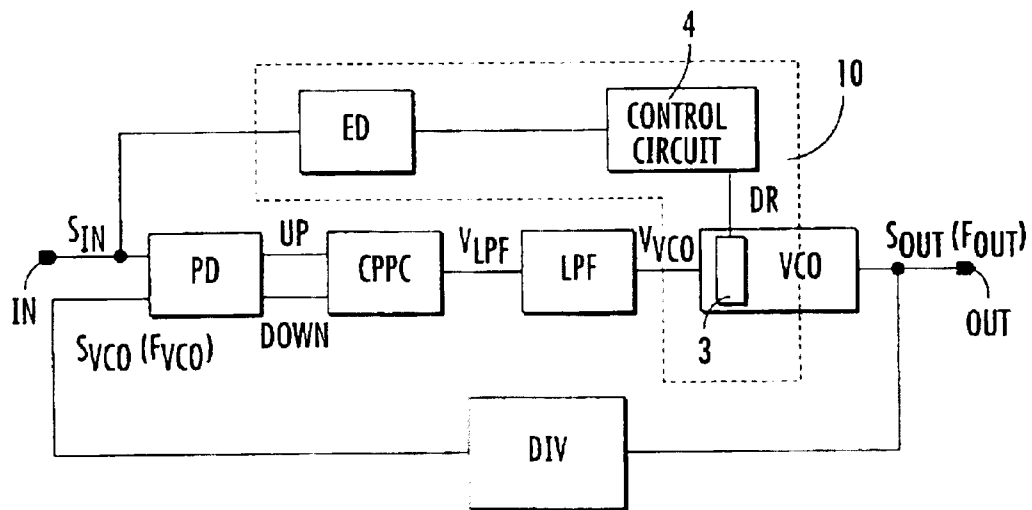 4
10
ED
CONTROL
CIRCUIT
DR
SIN
UP
VLPF
VVCO
SOUT (FOUT)
PD
CPPC
LPF
VCO
IN
DOWN
3
OUT
SVCO (FVCO)
DIV